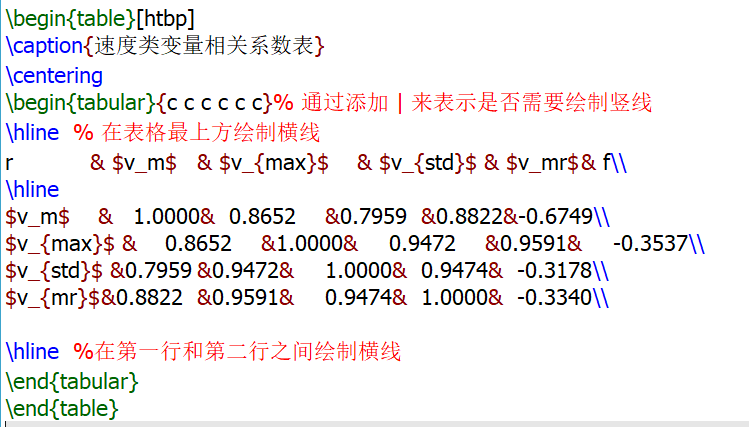 \begin{table}[htbp]
\caption{速度类变量相关系数表}
\centering
\begin{tabular}{c c c c c c}% 通过添加 | 来表示是否需要绘制竖线
\hline % 在表格最上方绘制横线
r & $v_m$ & $v_{max}$ & $v_{std}$ & $v_mr$& f\\
\hline
$v_m$ & 1.0000& 0.8652 &0.7959 &0.8822&-0.6749\\
$v_{max}$ & 0.8652 &1.0000& 0.9472 &0.9591& -0.3537\\
$v_{std}$ &0.7959 &0.9472& 1.0000& 0.9474& -0.3178\\
$v_{mr}$&0.8822 &0.9591& 0.9474& 1.0000& -0.3340\\
\hline %在第一行和第二行之间绘制横线
\end{tabular}
\end{table}